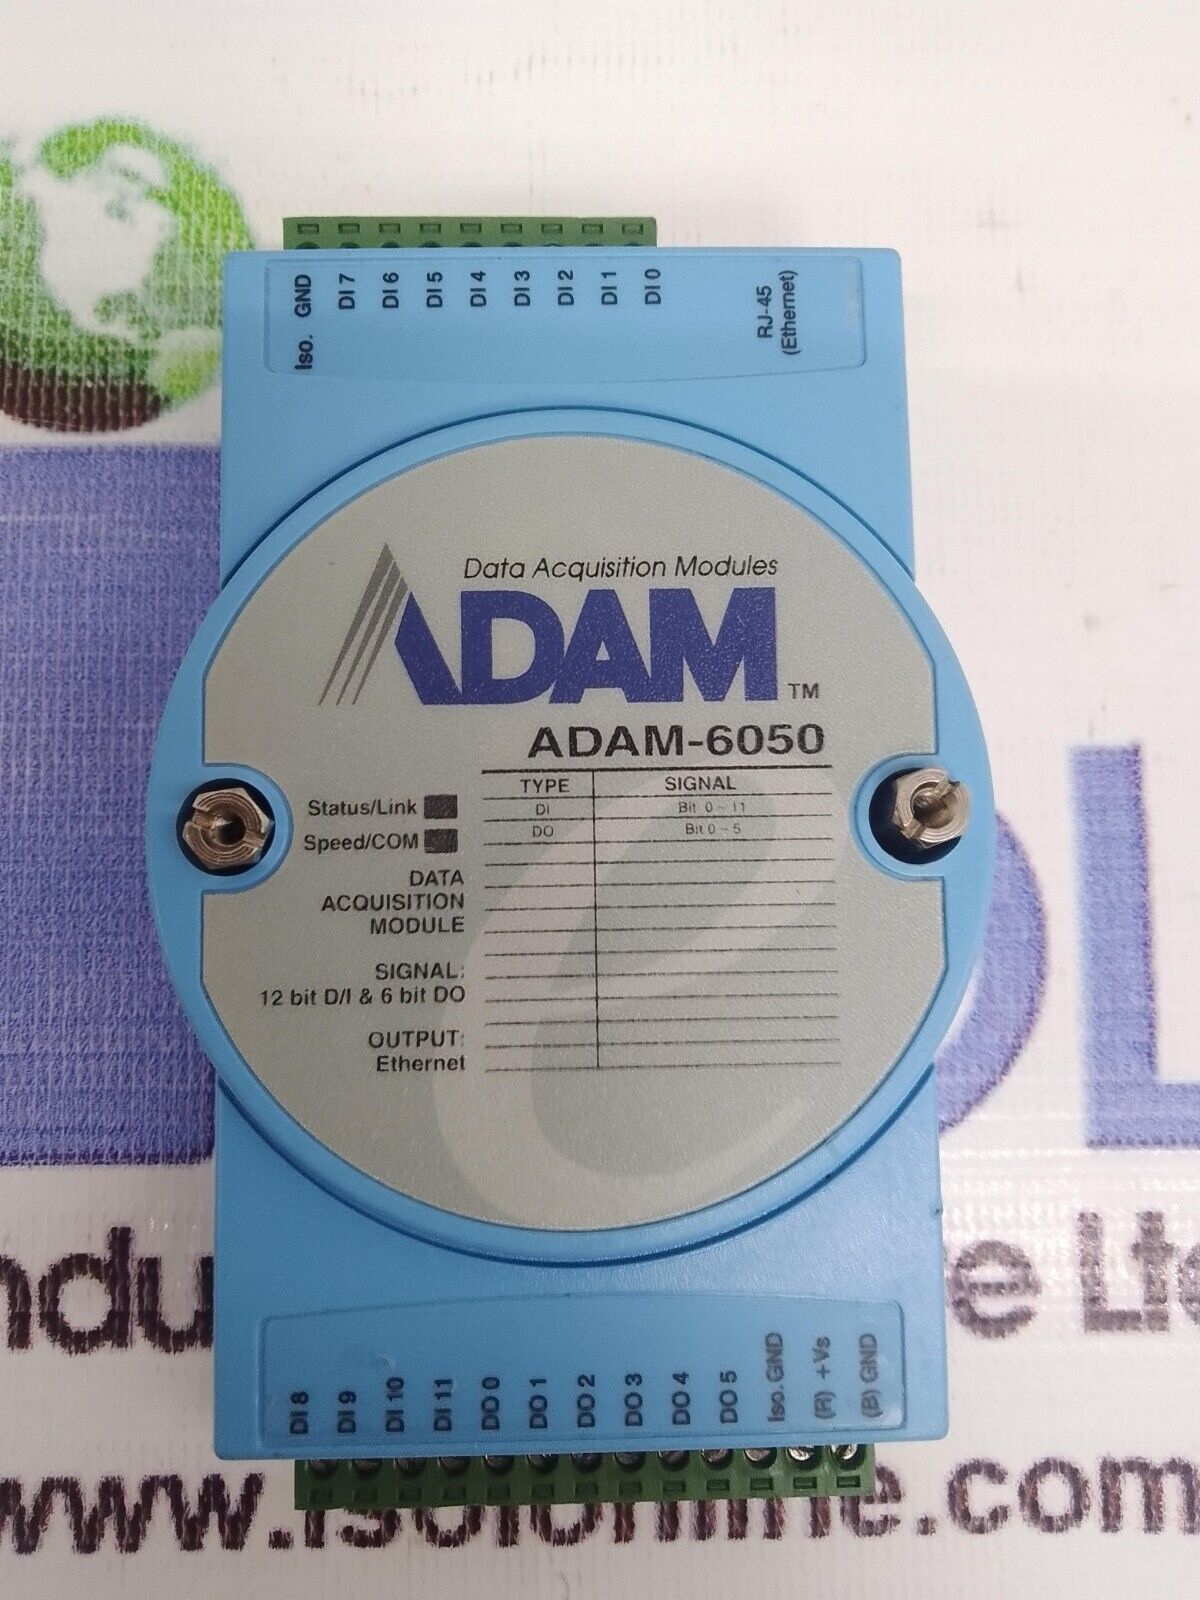 Iso. GND
DI 7
DI 6
DI 5
DI 4
DI 3
DI 2
DI 1
DI 0
RJ-45
(Ethernet)
Data Acquisition Modules
ADAM TM
ADAM-6050
TYPE SIGNAL
DI Bit 0 ~ 11
DO Bit 0 ~ 5
Status/Link
Speed/COM
DATA
ACQUISITION
MODULE
SIGNAL:
12 bit D/I & 6 bit DO
OUTPUT:
Ethernet
DI 8
DI 9
DI 10
DI 11
DO 0
DO 1
DO 2
DO 3
DO 4
DO 5
Iso. GND
(R) +Vs
(B) GND
Ltd